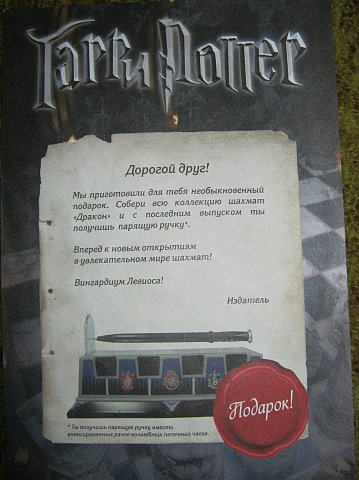 Гарри Поттер
Дорогой друг!
Мы приготовили для тебя необыкновенный
подарок. Собери всю коллекцию шахмат
«Дракон» и с последним выпуском ты
получишь парящую ручку*.
Вперед к новым открытиям
в увлекательном мире шахмат!
Вингардиум Левиоса!
Издатель
Подарок!
* Ты получишь парящую ручку вместо
анонсированных ранее волшебных песочных часов.